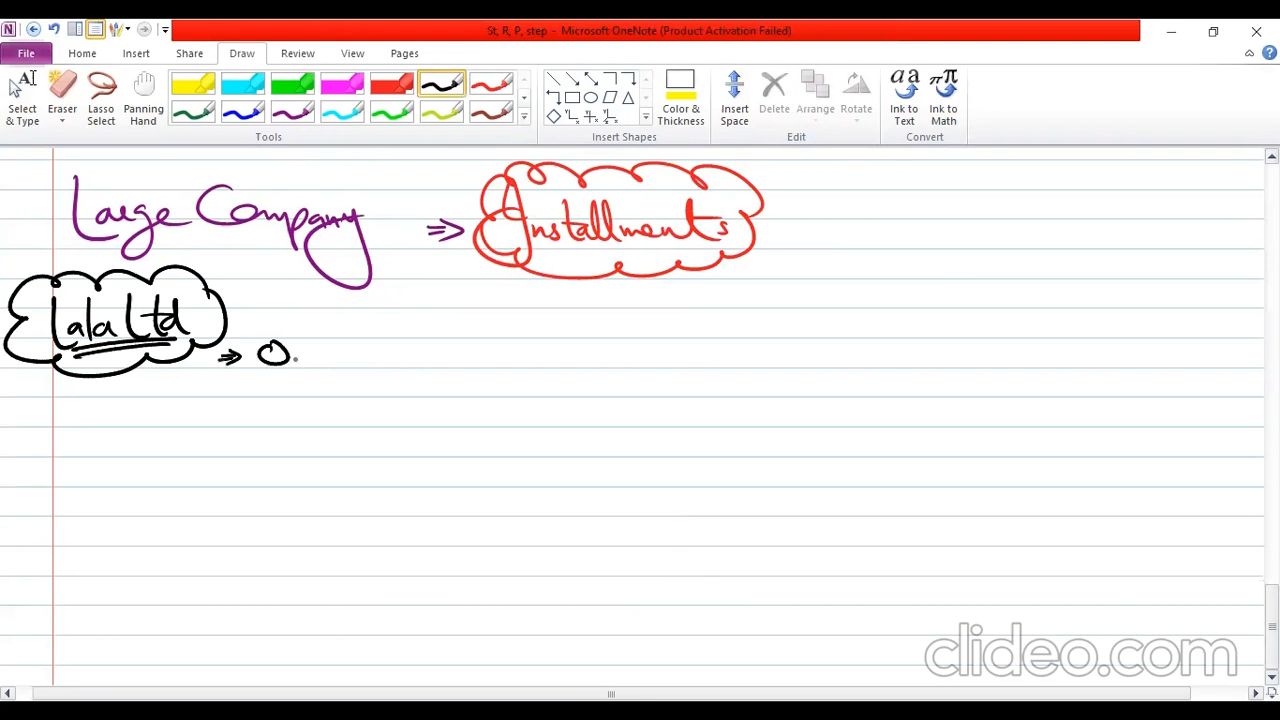 St, R, P, step - Microsoft OneNote (Product Activation Failed)
File Home Insert Share Draw Review View Pages
Select & Type
Eraser
Lasso Select
Panning Hand
Color & Thickness
Insert Space
Delete
Arrange
Rotate
Ink to Text
Ink to Math
Tools
Insert Shapes
Edit
Convert
Large Company ⇒ Installments
Lala Ltd
⇒ O
clideo.com